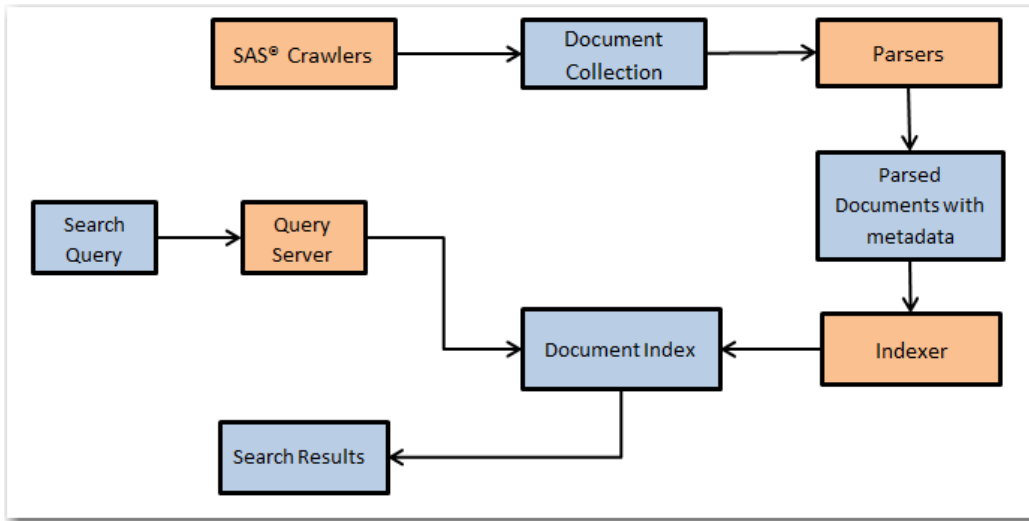 SAS® Crawlers
Document
Collection
Parsers
Parsed
Documents with
metadata
Search
Query
Query
Server
Document Index
Indexer
Search Results